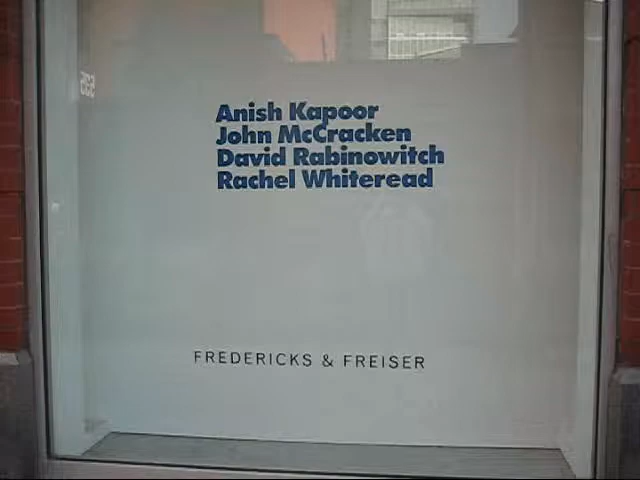 Anish Kapoor
John McCracken
David Rabinowitch
Rachel Whiteread
FREDERICKS & FREISER